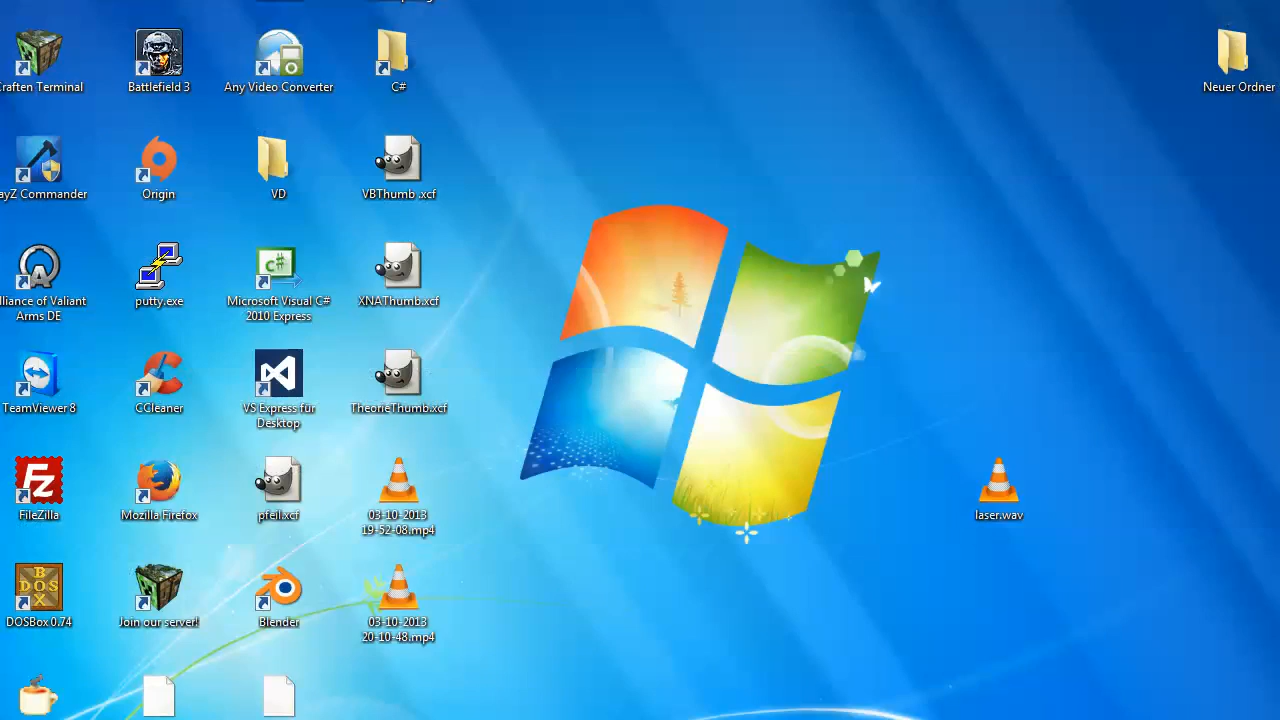 Craften Terminal
Battlefield 3
Any Video Converter
C#
Neuer Ordner
ayZ Commander
Origin
VD
VBThumb .xcf
lliance of Valiant
Arms DE
putty.exe
C#
Microsoft Visual C#
2010 Express
XNAThumb.xcf
TeamViewer 8
CCleaner
VS Express für
Desktop
TheorieThumb.xcf
Fz
FileZilla
Mozilla Firefox
pfeil.xcf
03-10-2013
19-52-08.mp4
laser.wav
B
DOS
X
DOSBox 0.74
Join our server!
Blender
03-10-2013
20-10-48.mp4